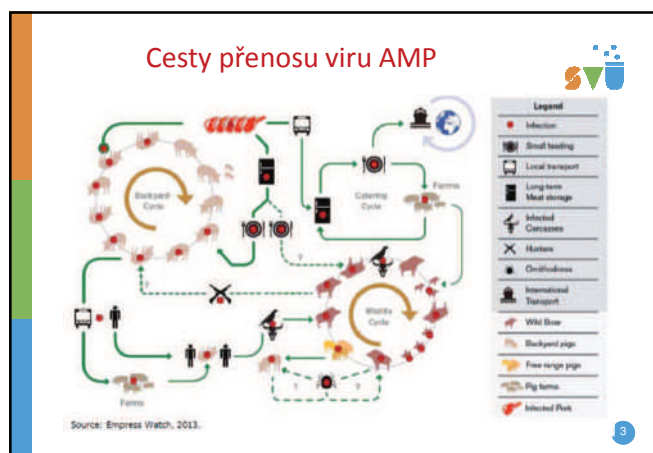 Cesty přenosu viru AMP
SVÚ
Legend
Infection
Small feeding
Local transport
Long-term
Meat storage
Infected
Carcasses
Hunters
Ornithodoros
International
Transport
Wild Boar
Backyard pigs
Free range pigs
Pig farms
Infected Pork
Backyard
Cycle
Catering
Cycle
Farms
?
?
Wildlife
Cycle
Farms
?
?
Source: Empress Watch, 2013.
3